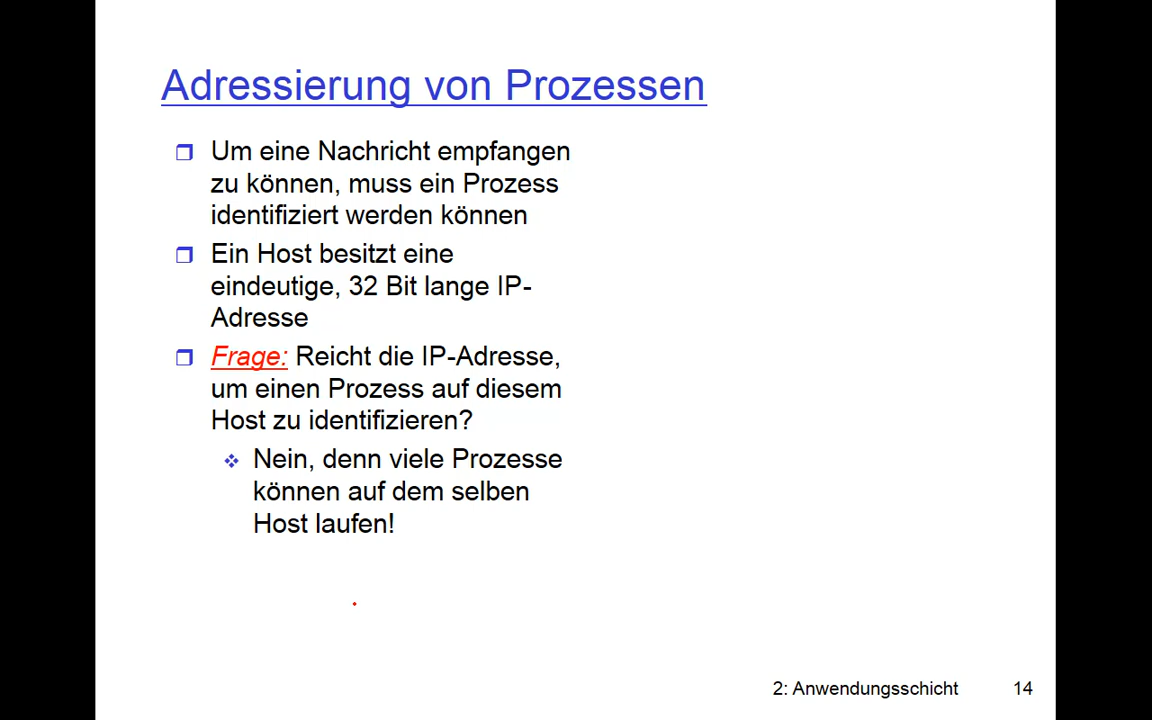 Adressierung von Prozessen
Um eine Nachricht empfangen
zu können, muss ein Prozess
identifiziert werden können
Ein Host besitzt eine
eindeutige, 32 Bit lange IP-
Adresse
Frage: Reicht die IP-Adresse,
um einen Prozess auf diesem
Host zu identifizieren?
Nein, denn viele Prozesse
können auf dem selben
Host laufen!
2: Anwendungsschicht 14